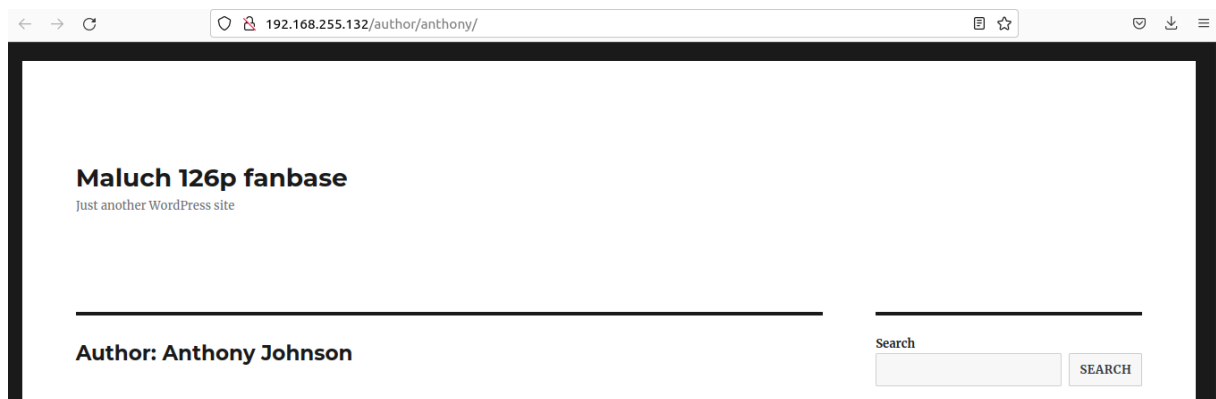 192.168.255.132/author/anthony/
Maluch 126p fanbase
Just another WordPress site
Author: Anthony Johnson
Search
SEARCH